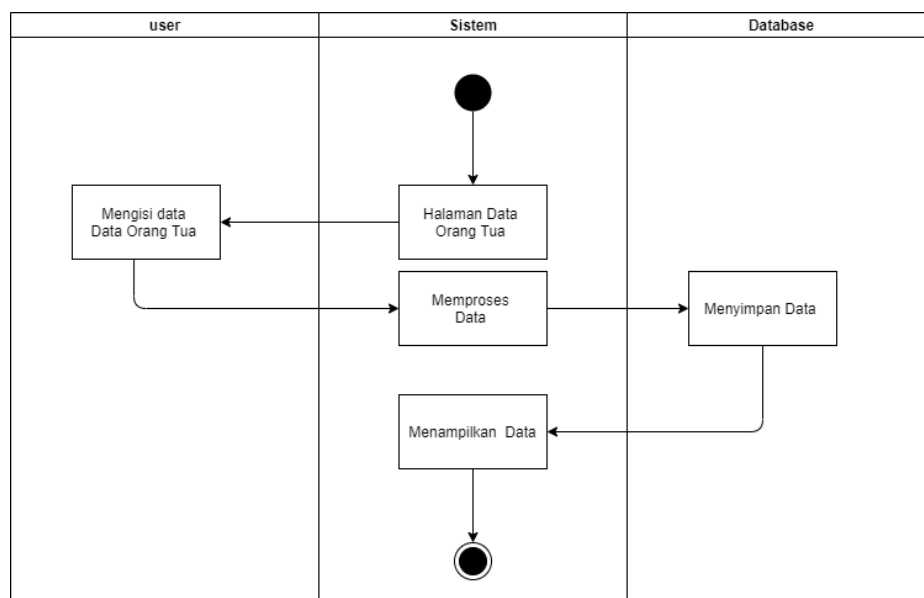 user
Sistem
Database
Mengisi data
Data Orang Tua
Halaman Data
Orang Tua
Memproses
Data
Menyimpan Data
Menampilkan Data